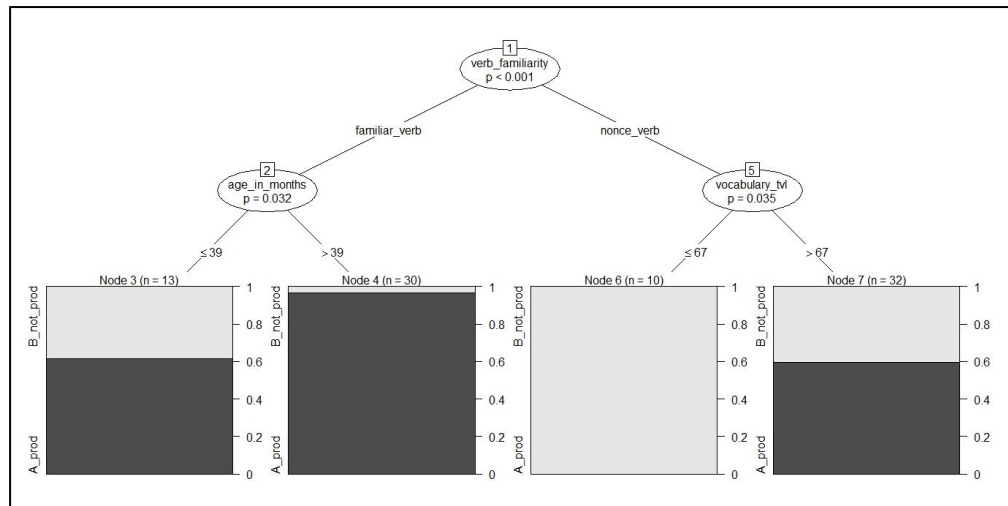 1
verb_familiarity
p < 0.001
familiar_verb
nonce_verb
2
age_in_months
p = 0.032
5
vocabulary_tvl
p = 0.035
≤ 39
> 39
≤ 67
> 67
Node 3 (n = 13)
B_not_prod
A_prod
1
0.8
0.6
0.4
0.2
0
Node 4 (n = 30)
B_not_prod
A_prod
1
0.8
0.6
0.4
0.2
0
Node 6 (n = 10)
B_not_prod
A_prod
1
0.8
0.6
0.4
0.2
0
Node 7 (n = 32)
B_not_prod
A_prod
1
0.8
0.6
0.4
0.2
0